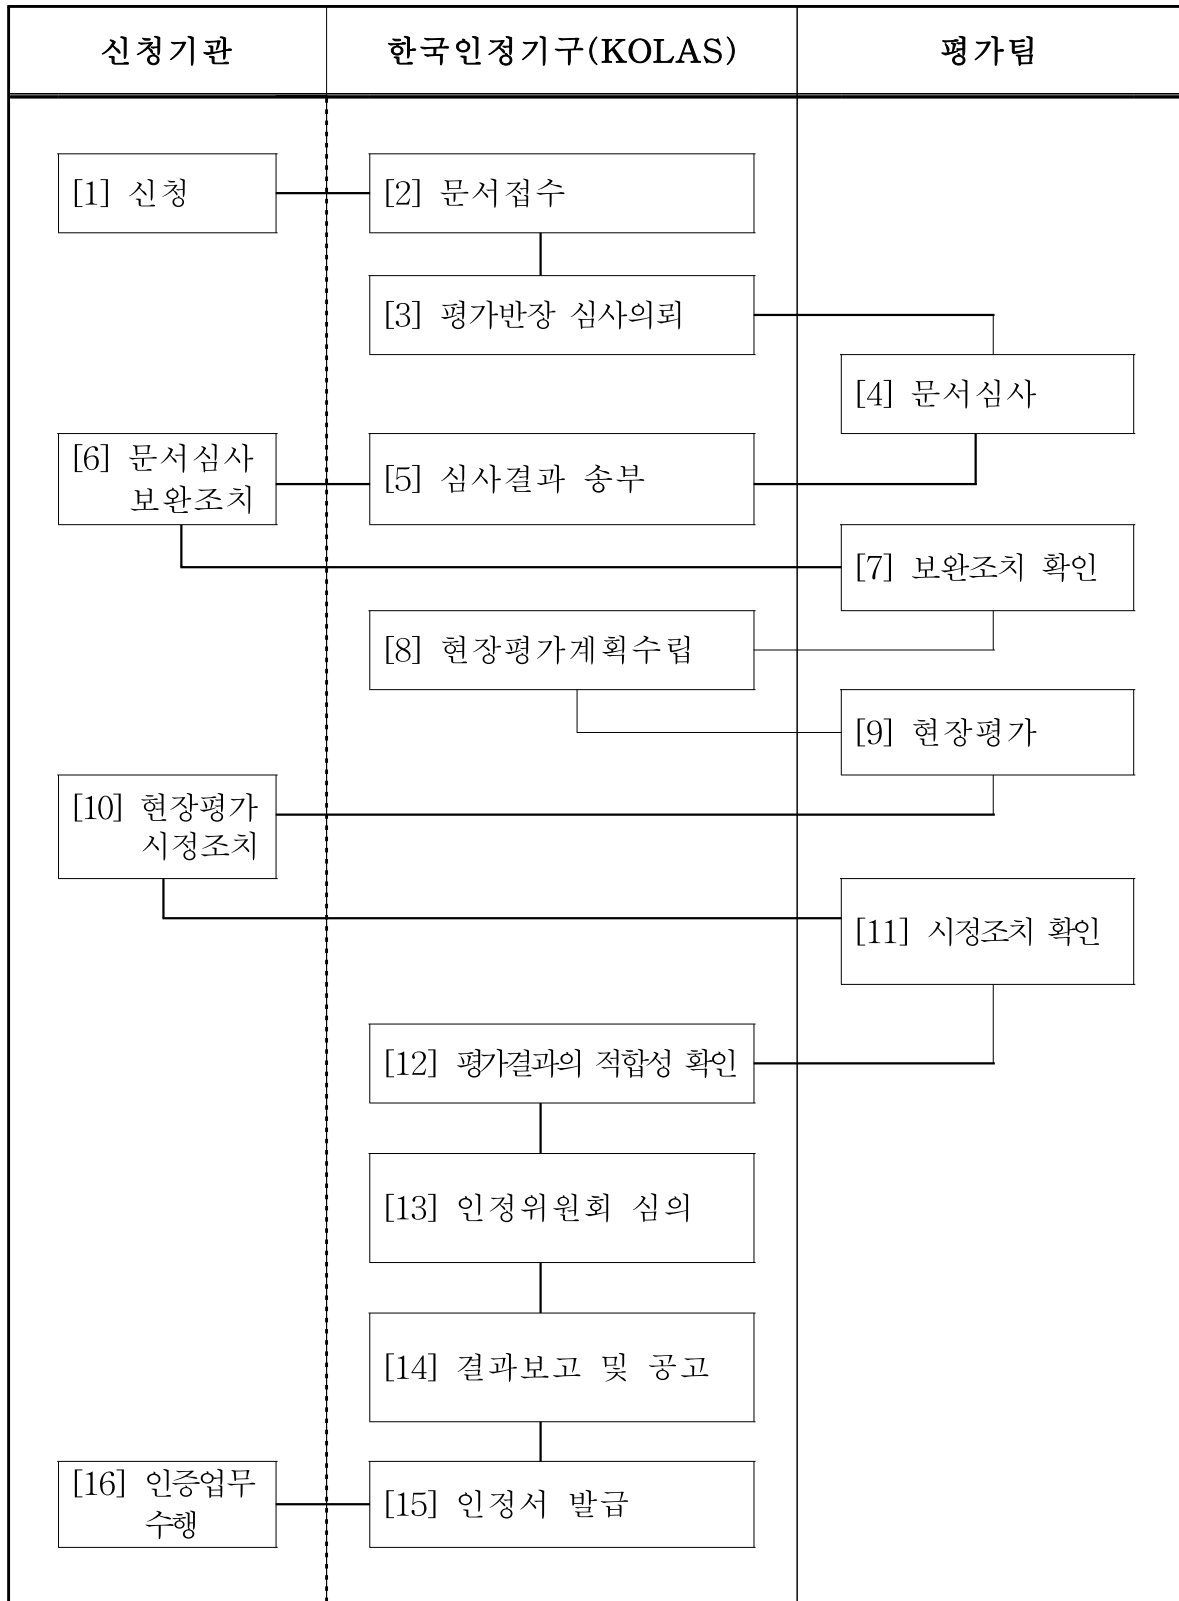 신청기관
한국인정기구(KOLAS)
평가팀
[1] 신청
[2] 문서접수
[3] 평가반장 심사의뢰
[4] 문서심사
[5] 심사결과 송부
[6] 문서심사
보완조치
[7] 보완조치 확인
[8] 현장평가계획수립
[9] 현장평가
[10] 현장평가
시정조치
[11] 시정조치 확인
[12] 평가결과의 적합성 확인
[13] 인정위원회 심의
[14] 결과보고 및 공고
[15] 인정서 발급
[16] 인증업무
수행